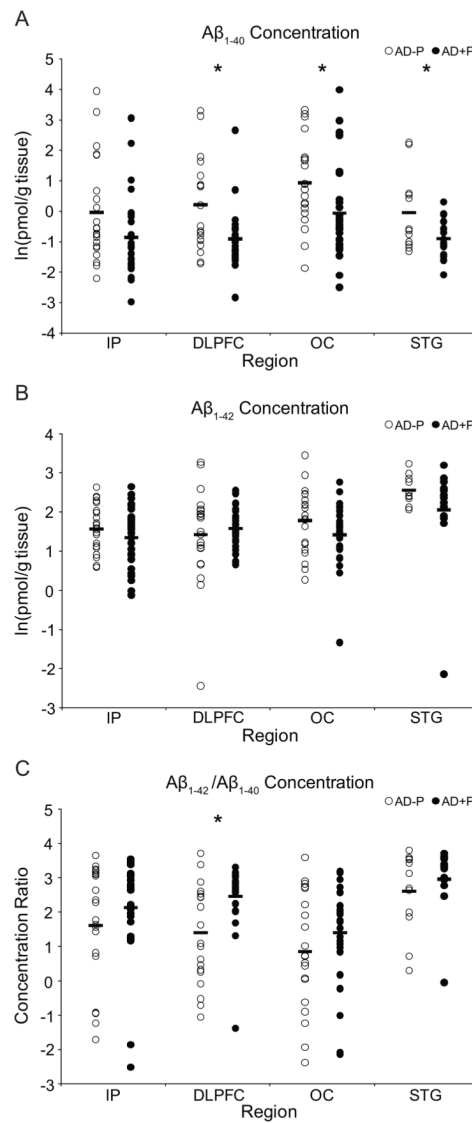 A
Aβ1-40 Concentration
○AD-P ●AD+P
* * *
5
4
3
2
1
0
-1
-2
-3
4
ln(pmol/g tissue)
IP DLPFC OC STG
Region
B
Aβ1-42 Concentration
○AD-P ●AD+P
4
3
2
1
0
-1
-2
-3
ln(pmol/g tissue)
IP DLPFC OC STG
Region
C
Aβ1-42/Aβ1-40 Concentration
○AD-P ●AD+P
*
5
4
3
2
1
0
-1
-2
-3
Concentration Ratio
IP DLPFC OC STG
Region